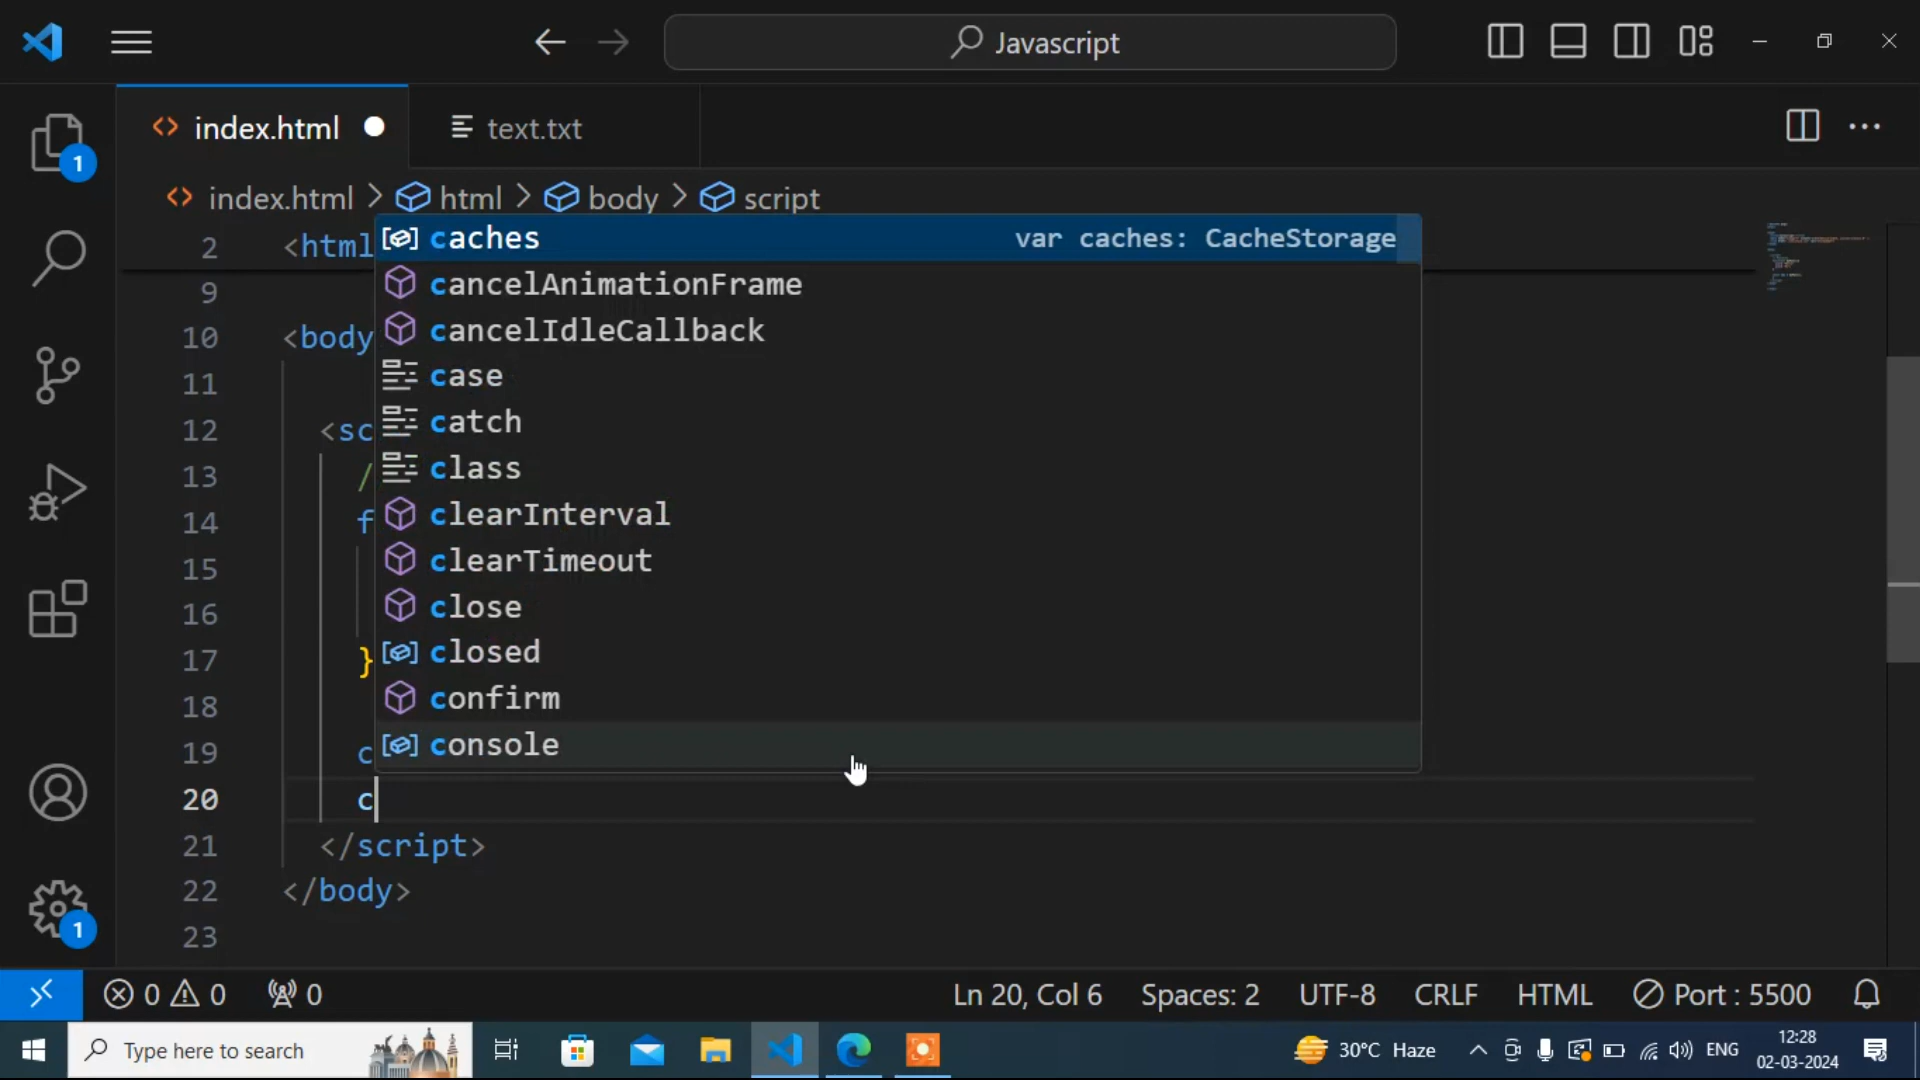 Javascript
index.html
text.txt
1
index.html > html > body > script
2 <html
caches var caches: CacheStorage
cancelAnimationFrame
9
10 <body
cancelIdleCallback
11
case
12 <sc
catch
13 /
class
14 f
clearInterval
15
clearTimeout
16
close
17 }
closed
18
confirm
19 c
console
20 c
21 </script>
22 </body>
1
23
0 0 0
Ln 20, Col 6 Spaces: 2 UTF-8 CRLF HTML Port : 5500
Type here to search
30°C Haze
ENG
12:28
02-03-2024